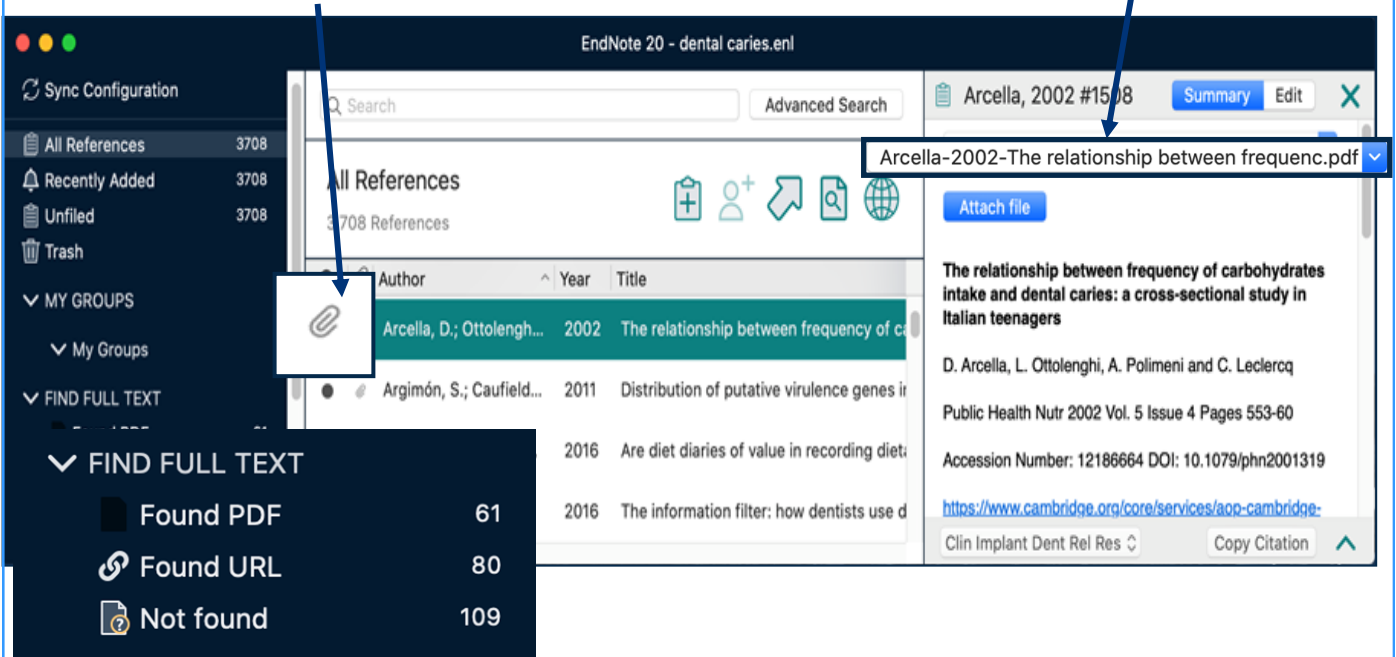 EndNote 20 - dental caries.enl
Sync Configuration
All References 3708
Recently Added 3708
Unfiled 3708
Trash
MY GROUPS
My Groups
FIND FULL TEXT
FIND FULL TEXT
Found PDF 61
Found URL 80
Not found 109
Search
Advanced Search
All References
3708 References
Author Year Title
Arcella, D.; Ottolengh... 2002 The relationship between frequency of ca
Argimón, S.; Caufield... 2011 Distribution of putative virulence genes in
2016 Are diet diaries of value in recording dieta
2016 The information filter: how dentists use d
Arcella, 2002 #1508
Summary Edit X
Arcella-2002-The relationship between frequenc.pdf
Attach file
The relationship between frequency of carbohydrates
intake and dental caries: a cross-sectional study in
Italian teenagers
D. Arcella, L. Ottolenghi, A. Polimeni and C. Leclercq
Public Health Nutr 2002 Vol. 5 Issue 4 Pages 553-60
Accession Number: 12186664 DOI: 10.1079/phn2001319
https://www.cambridge.org/core/services/aop-cambridge-
Clin Implant Dent Rel Res Copy Citation